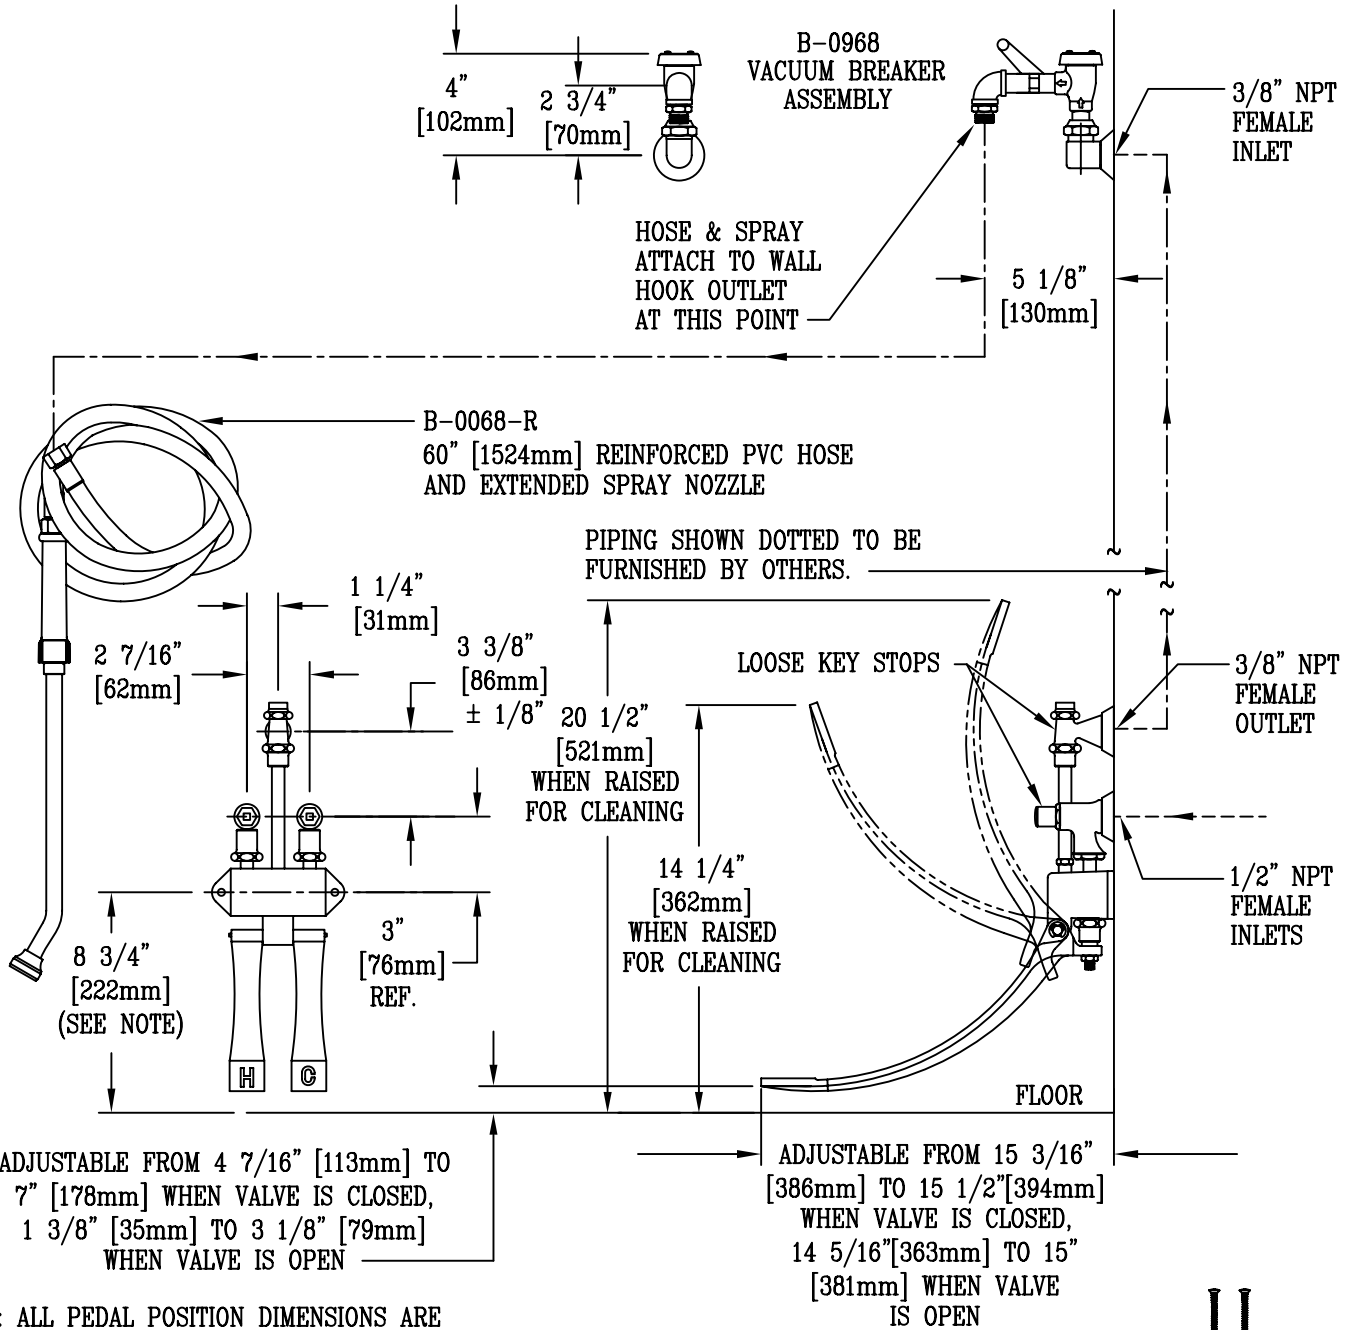 B-0968
VACUUM BREAKER
ASSEMBLY
4"
[102mm]
2 3/4"
[70mm]
3/8" NPT
FEMALE
INLET
HOSE & SPRAY
ATTACH TO WALL
HOOK OUTLET
AT THIS POINT
5 1/8"
[130mm]
B-0068-R
60" [1524mm] REINFORCED PVC HOSE
AND EXTENDED SPRAY NOZZLE
PIPING SHOWN DOTTED TO BE
FURNISHED BY OTHERS.
1 1/4"
[31mm]
2 7/16"
[62mm]
3 3/8"
[86mm]
± 1/8"
LOOSE KEY STOPS
3/8" NPT
FEMALE
OUTLET
20 1/2"
[521mm]
WHEN RAISED
FOR CLEANING
14 1/4"
[362mm]
WHEN RAISED
FOR CLEANING
1/2" NPT
FEMALE
INLETS
3"
[76mm]
REF.
8 3/4"
[222mm]
(SEE NOTE)
H C
FLOOR
ADJUSTABLE FROM 4 7/16" [113mm] TO
7" [178mm] WHEN VALVE IS CLOSED,
1 3/8" [35mm] TO 3 1/8" [79mm]
WHEN VALVE IS OPEN
ADJUSTABLE FROM 15 3/16"
[386mm] TO 15 1/2"[394mm]
WHEN VALVE IS CLOSED,
14 5/16"[363mm] TO 15"
[381mm] WHEN VALVE
IS OPEN
: ALL PEDAL POSITION DIMENSIONS ARE